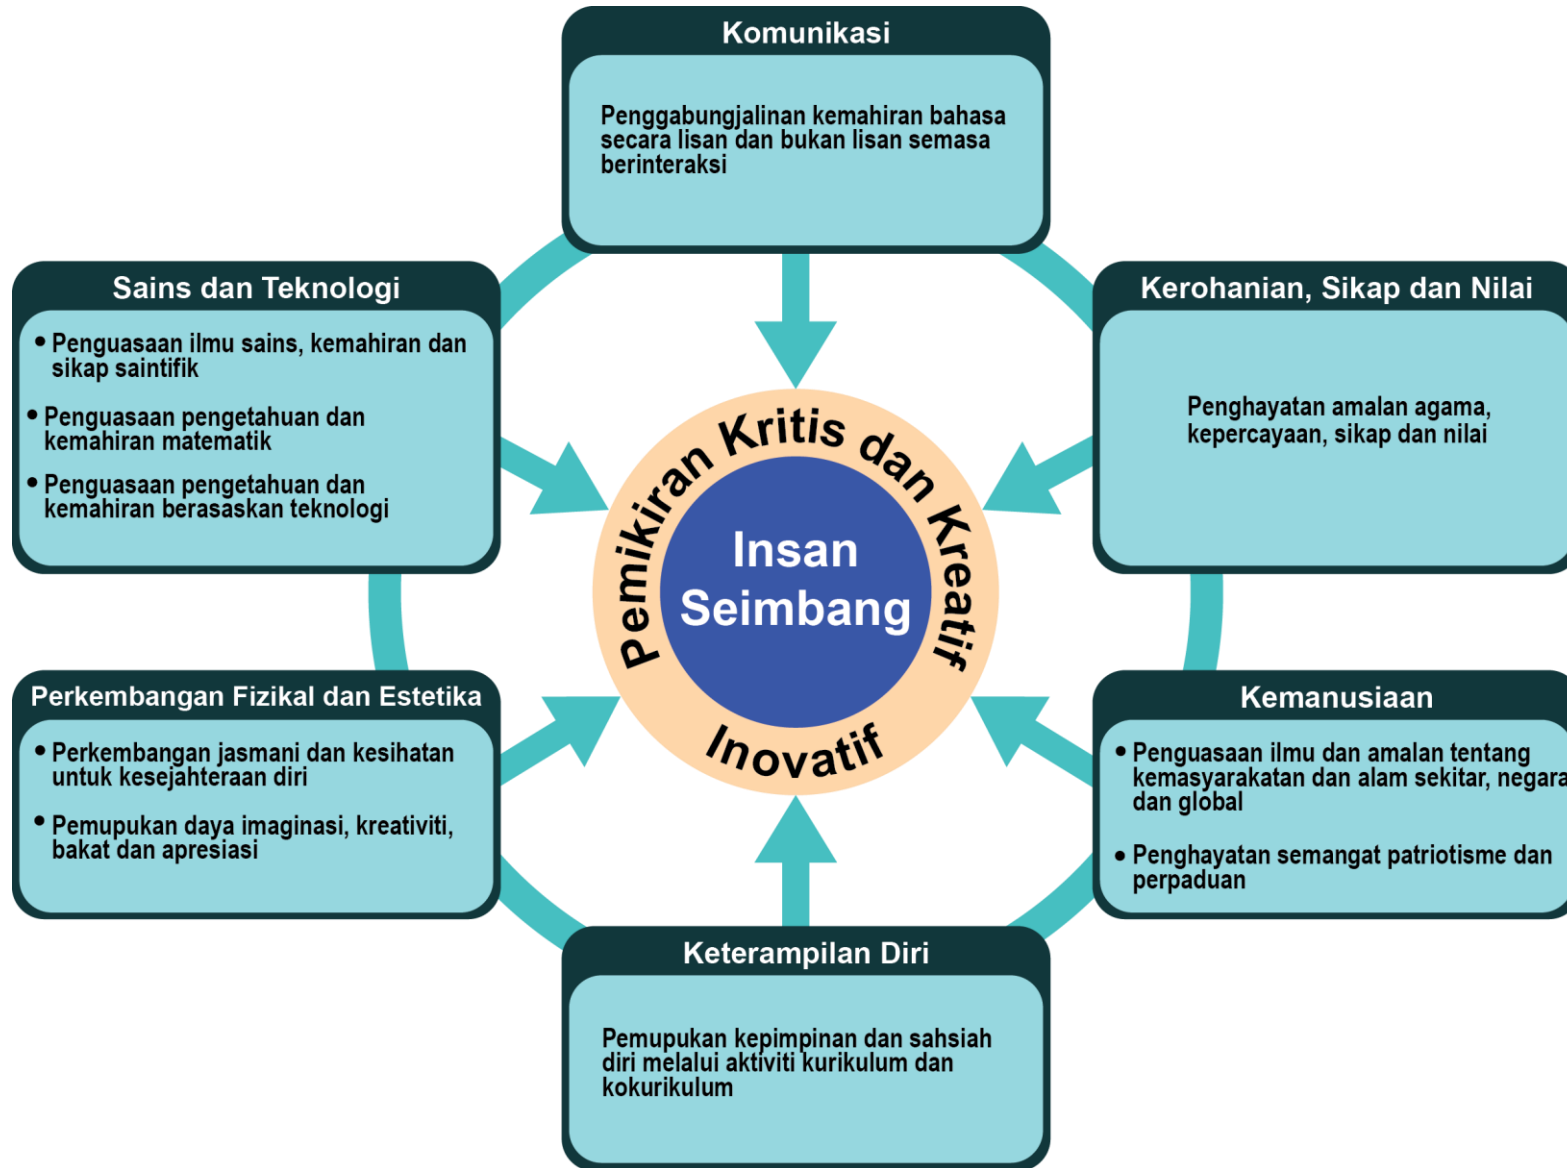 Komunikasi
Penggabungjalinan kemahiran bahasa
secara lisan dan bukan lisan semasa
berinteraksi
Sains dan Teknologi
• Penguasaan ilmu sains, kemahiran dan
sikap saintifik
• Penguasaan pengetahuan dan
kemahiran matematik
• Penguasaan pengetahuan dan
kemahiran berasaskan teknologi
Kerohanian, Sikap dan Nilai
Penghayatan amalan agama,
kepercayaan, sikap dan nilai
Pemikiran Kritis dan Kreatif
Insan
Seimbang
Inovatif
Perkembangan Fizikal dan Estetika
• Perkembangan jasmani dan kesihatan
untuk kesejahteraan diri
• Pemupukan daya imaginasi, kreativiti,
bakat dan apresiasi
Kemanusiaan
• Penguasaan ilmu dan amalan tentang
kemasyarakatan dan alam sekitar, negara
dan global
• Penghayatan semangat patriotisme dan
perpaduan
Keterampilan Diri
Pemupukan kepimpinan dan sahsiah
diri melalui aktiviti kurikulum dan
kokurikulum